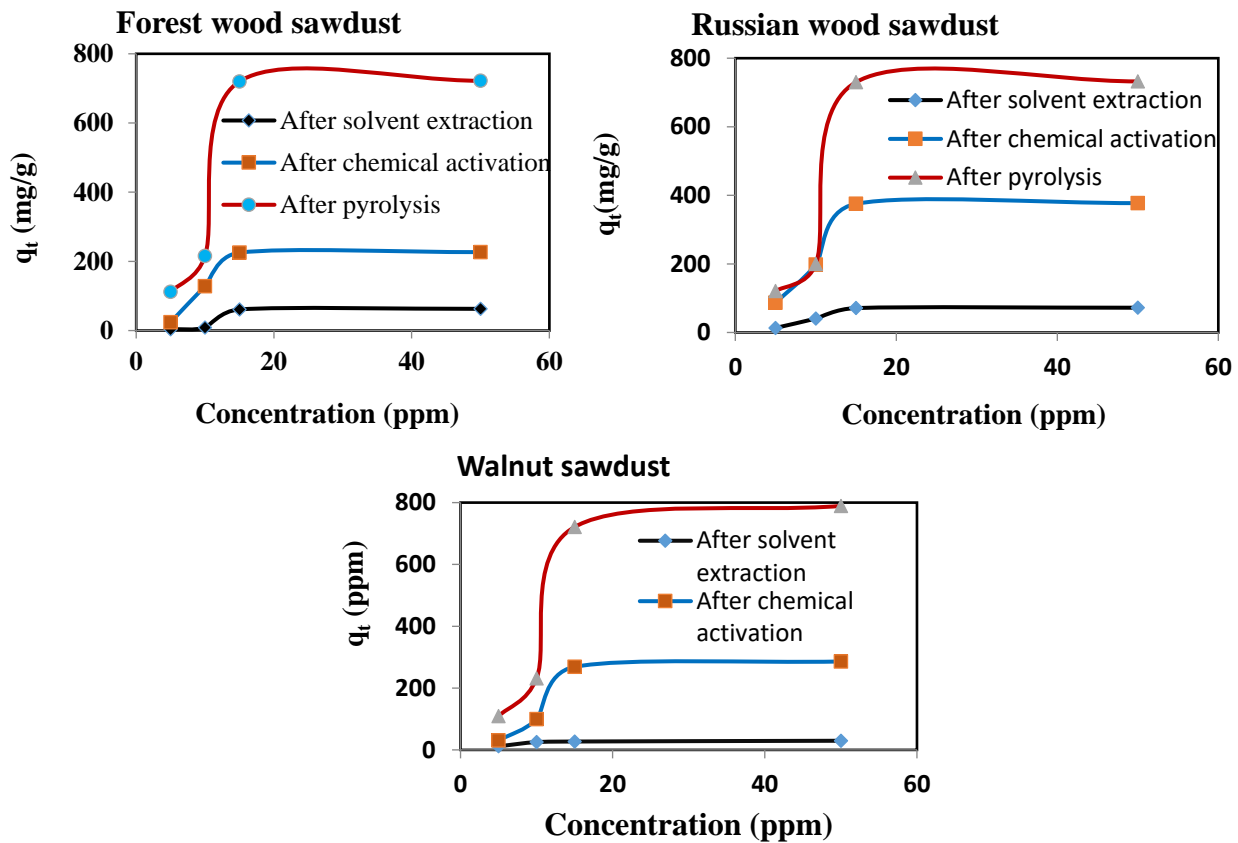 Forest wood sawdust
800
600
400
200
0
0 20 40 60
q_t (mg/g)
Concentration (ppm)
After solvent extraction
After chemical activation
After pyrolysis
Russian wood sawdust
800
600
400
200
0
0 20 40 60
q_t(mg/g)
Concentration (ppm)
After solvent extraction
After chemical activation
After pyrolysis
Walnut sawdust
800
600
400
200
0
0 20 40 60
q_t (ppm)
Concentration (ppm)
After solvent
extraction
After chemical
activation